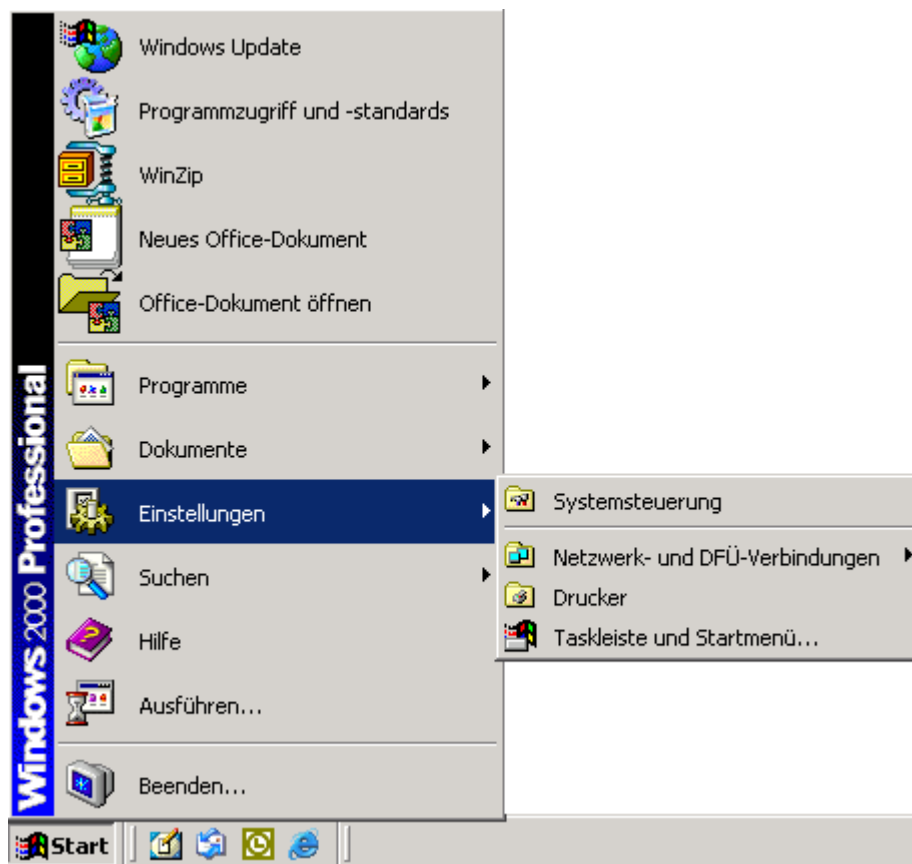 Windows Update
Programmzugriff und -standards
WinZip
Neues Office-Dokument
Office-Dokument öffnen
Programme
Dokumente
Einstellungen
Suchen
Hilfe
Ausführen...
Beenden...
Windows 2000 Professional
Systemsteuerung
Netzwerk- und DFÜ-Verbindungen
Drucker
Taskleiste und Startmenü...
Start